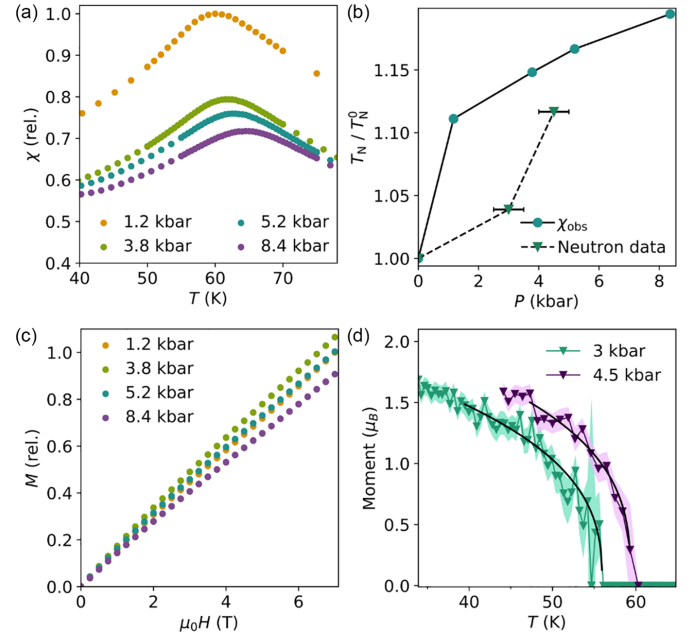 (a)
1.0
0.9
0.8
0.7
0.6
0.5
0.4
χ (rel.)
1.2 kbar
3.8 kbar
5.2 kbar
8.4 kbar
40 50 60 70
T (K)
(b)
1.15
1.10
1.05
1.00
T_N / T_N^0
χ_obs
Neutron data
0 2 4 6 8
P (kbar)
(c)
1.0
0.8
0.6
0.4
0.2
0.0
M (rel.)
1.2 kbar
3.8 kbar
5.2 kbar
8.4 kbar
0 2 4 6
μ₀H (T)
(d)
2.0
1.5
1.0
0.5
0.0
Moment (μ_B)
3 kbar
4.5 kbar
40 50 60
T (K)